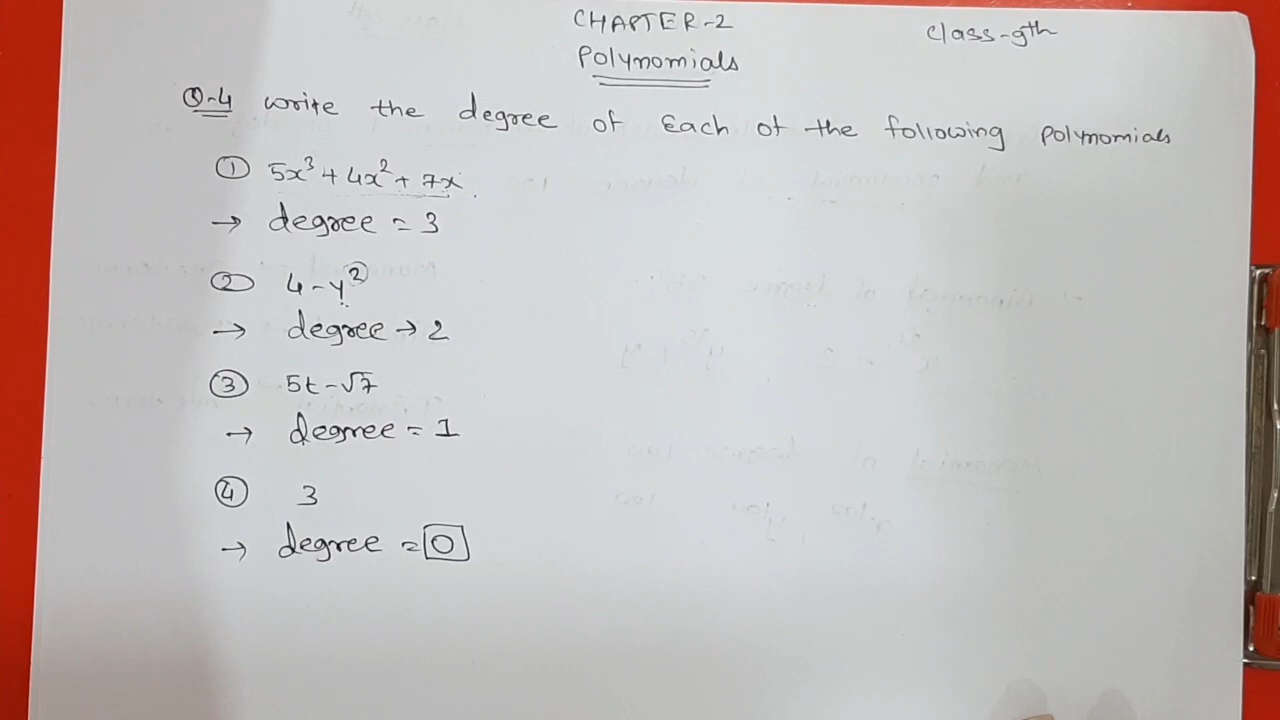 CHAPTER-2
Class-9th
Polynomials
Q-4 Write the degree of Each of the following polynomials
① 5x³ + 4x² + 7x.
→ degree = 3
② 4-y²
→ degree → 2
③ 5t-√7
→ degree = 1
④ 3
→ degree = 0